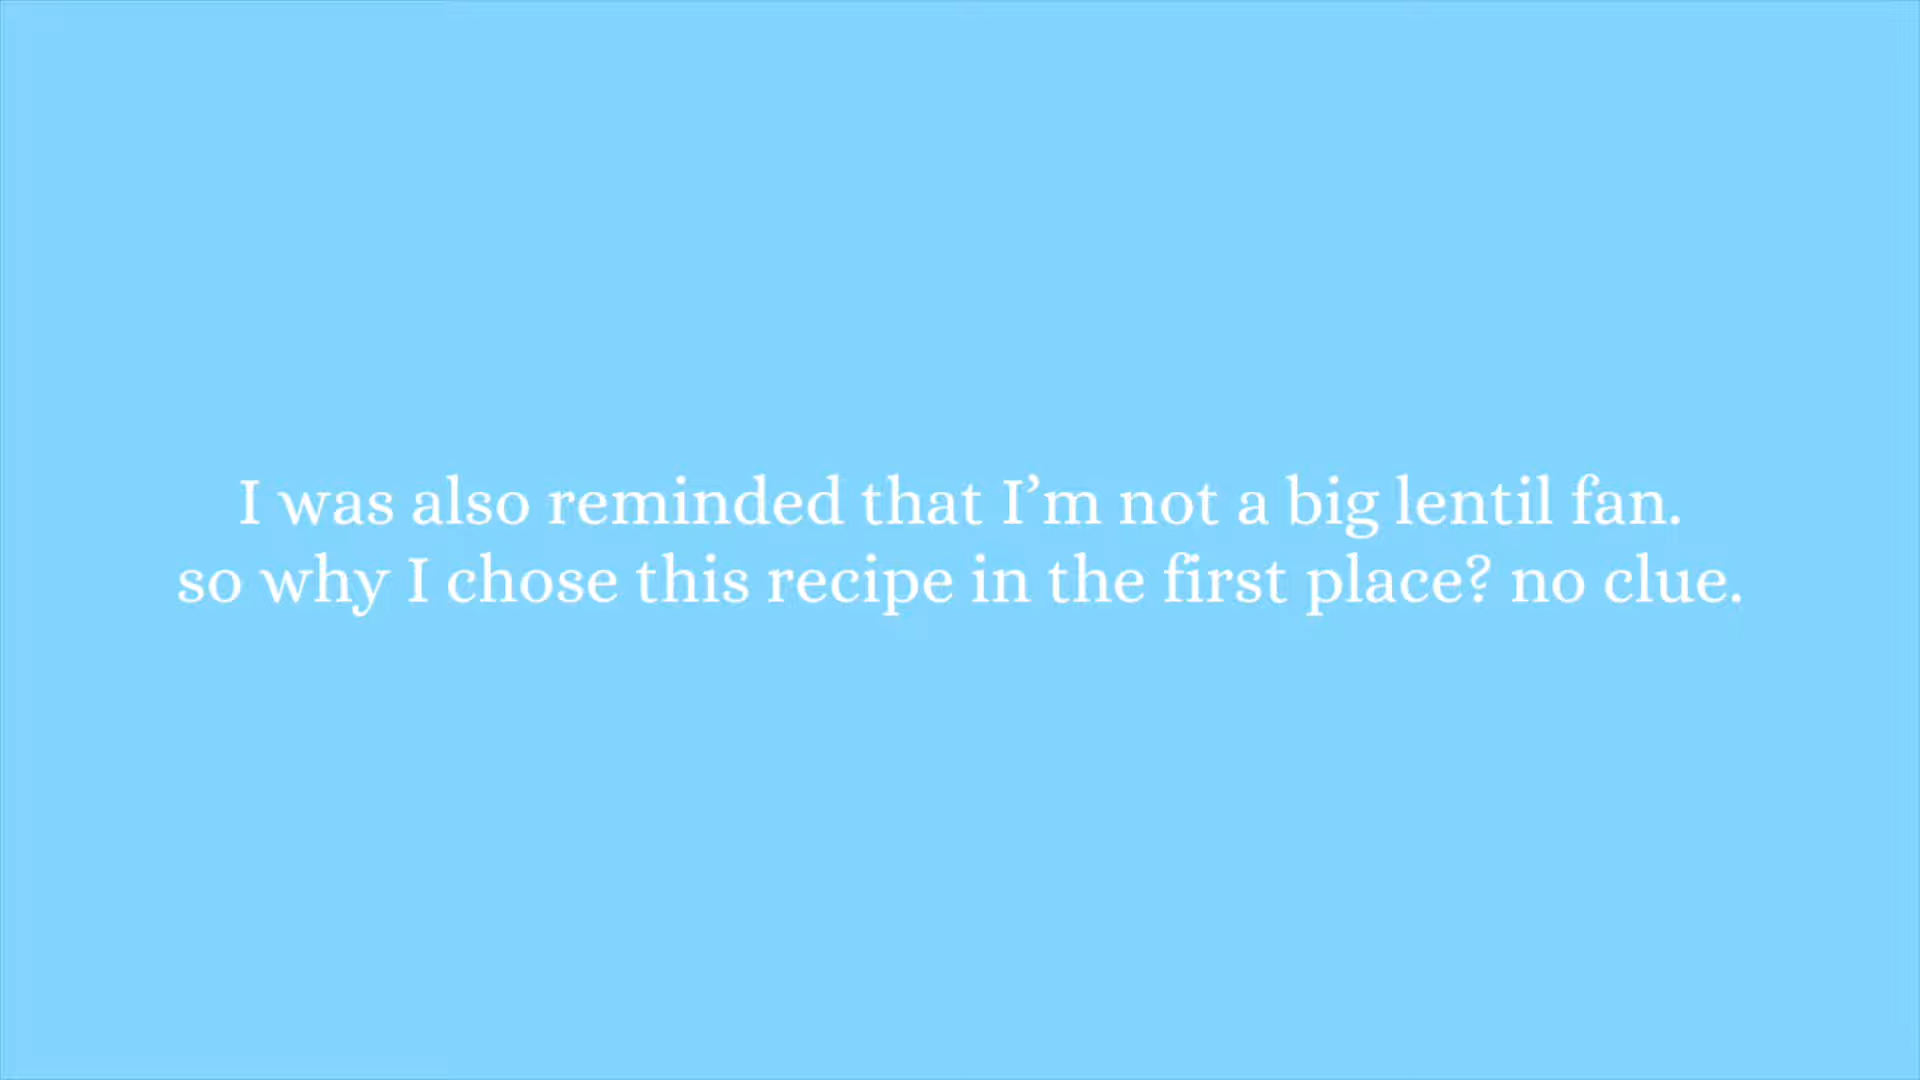 I was also reminded that I’m not a big lentil fan.
so why I chose this recipe in the first place? no clue.